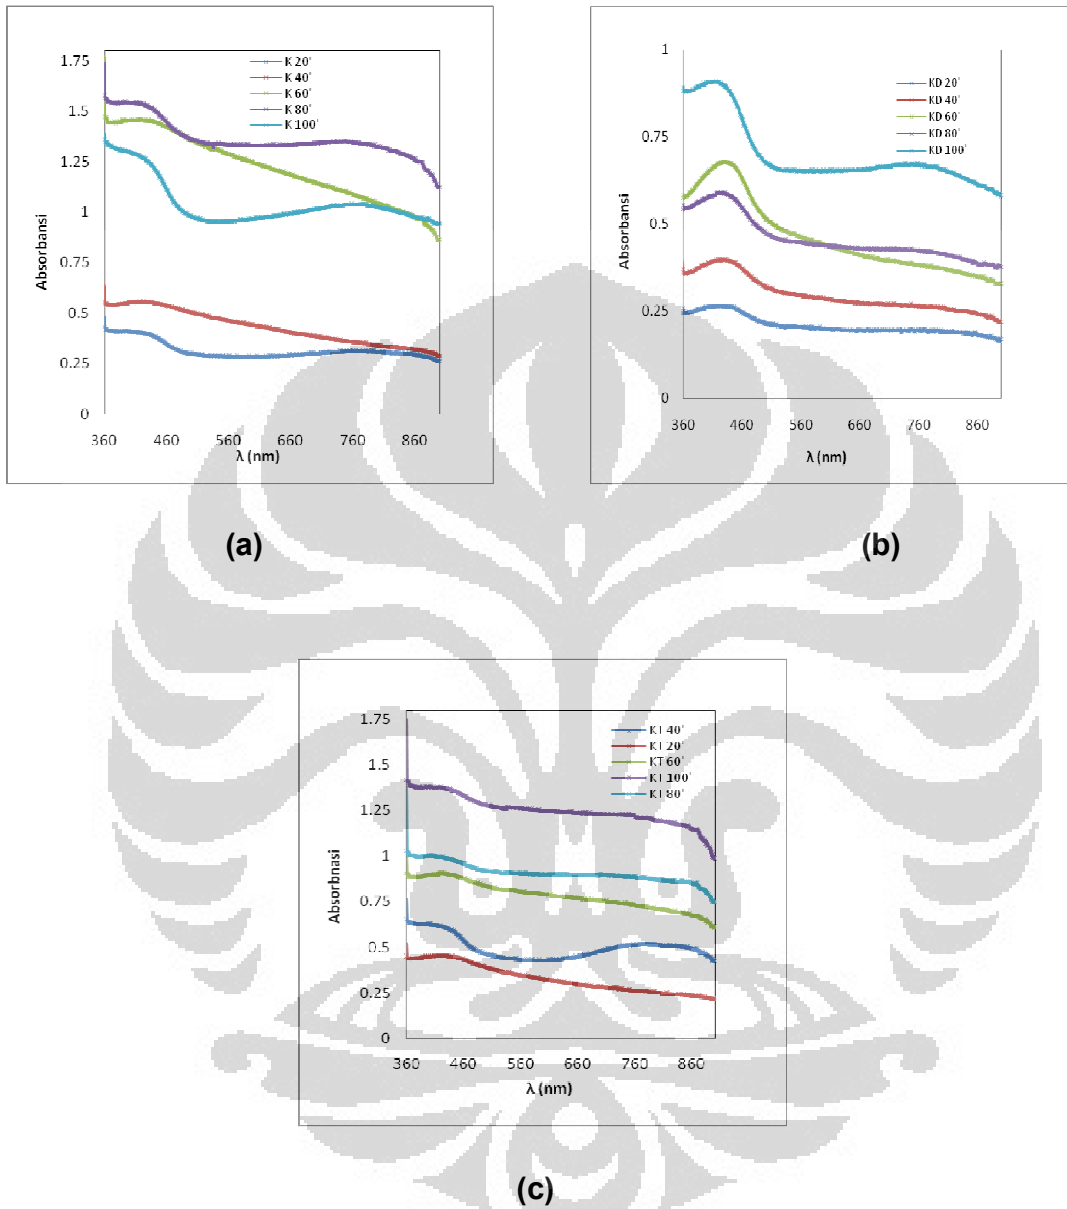 1.75
1.5
1.25
1
0.75
0.5
0.25
0
Absorbansi
K 20'
K 40'
K 60'
K 80'
K 100'
360 460 560 660 760 860
λ (nm)
(a)
1
0.75
0.5
0.25
0
Absorbansi
KD 20'
KD 40'
KD 60'
KD 80'
KD 100'
360 460 560 660 760 860
λ (nm)
(b)
1.75
1.5
1.25
1
0.75
0.5
0.25
0
Absorbnasi
KT 40'
KT 20'
KT 60'
KT 100'
KT 80'
360 460 560 660 760 860
λ (nm)
(c)